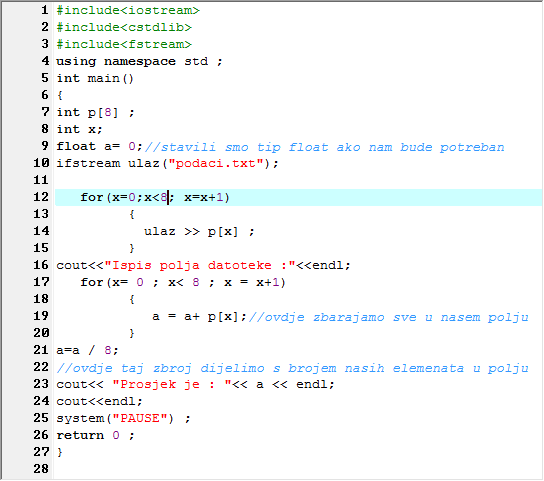 1 #include<iostream>
2 #include<cstdlib>
3 #include<fstream>
4 using namespace std ;
5 int main()
6 {
7 int p[8] ;
8 int x;
9 float a= 0;//stavili smo tip float ako nam bude potreban
10 ifstream ulaz("podaci.txt");
11
12 for(x=0;x<8; x=x+1)
13 {
14 ulaz >> p[x] ;
15 }
16 cout<<"Ispis polja datoteke :"<<endl;
17 for(x= 0 ; x< 8 ; x = x+1)
18 {
19 a = a+ p[x];//ovdje zbarajamo sve u nasem polju
20 }
21 a=a / 8;
22 //ovdje taj zbroj dijelimo s brojem nasih elemenata u polju
23 cout<< "Prosjek je : "<< a << endl;
24 cout<<endl;
25 system("PAUSE") ;
26 return 0 ;
27 }
28